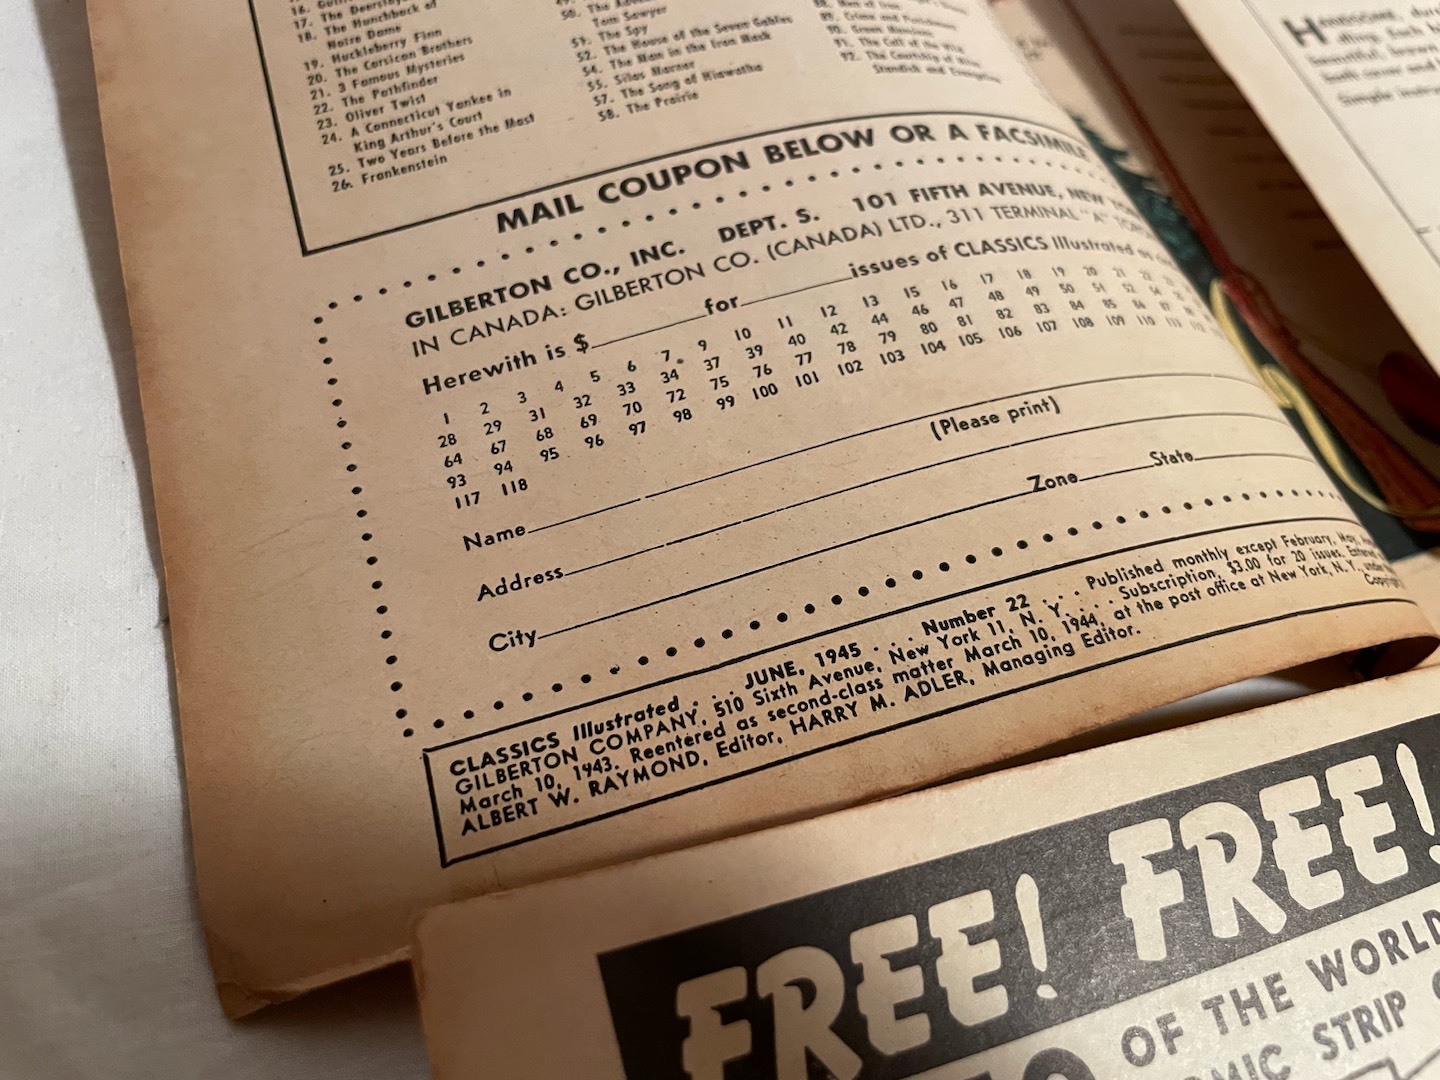 17. The Deerslayer
18. The Hunchback of
Notre Dame
19. Huckleberry Finn
20. The Corsican Brothers
21. 3 Famous Mysteries
22. The Pathfinder
23. Oliver Twist
24. A Connecticut Yankee in
King Arthur's Court
25. Two Years Before the Mast
26. Frankenstein
Tom Sawyer
51. The Spy
52. The House of the Seven Gables
54. The Man in the Iron Mask
55. Silas Marner
57. The Song of Hiawatha
58. The Prairie
89. Crime and Punishment
90. Green Mansions
91. The Call of the Wild
92. The Courtship of Miles
Standish and Evangeline
MAIL COUPON BELOW OR A FACSIMILE
GILBERTON CO., INC. DEPT. S. 101 FIFTH AVENUE, NEW
IN CANADA: GILBERTON CO. (CANADA) LTD., 311 TERMINAL "A"
Herewith is $ for issues of CLASSICS Illustrated
1 2 3 4 5 6 7 9 10 11 12 13 15 16 17 18 19 20 21 22
28 29 31 32 33 34 37 39 40 42 44 46 47 48 49 50 51 52 54
64 67 68 69 70 72 75 76 77 78 79 80 81 82 83 84 85 86 87
93 94 95 96 97 98 99 100 101 102 103 104 105 106 107 108 109 110
117 118
(Please print)
Name
Address
City Zone State
CLASSICS Illustrated . . . JUNE, 1945 . . . Number 22 . . . Published monthly except February, May,
GILBERTON COMPANY, 510 Sixth Avenue, New York 11, N. Y. . . . Subscription, $3.00 for 20 issues. Entered
March 10, 1943. Reentered as second-class matter March 10, 1944, at the post office at New York, N. Y., under
ALBERT W. RAYMOND, Editor, HARRY M. ADLER, Managing Editor.
FREE! FREE!
OF THE WORLD
STRIP